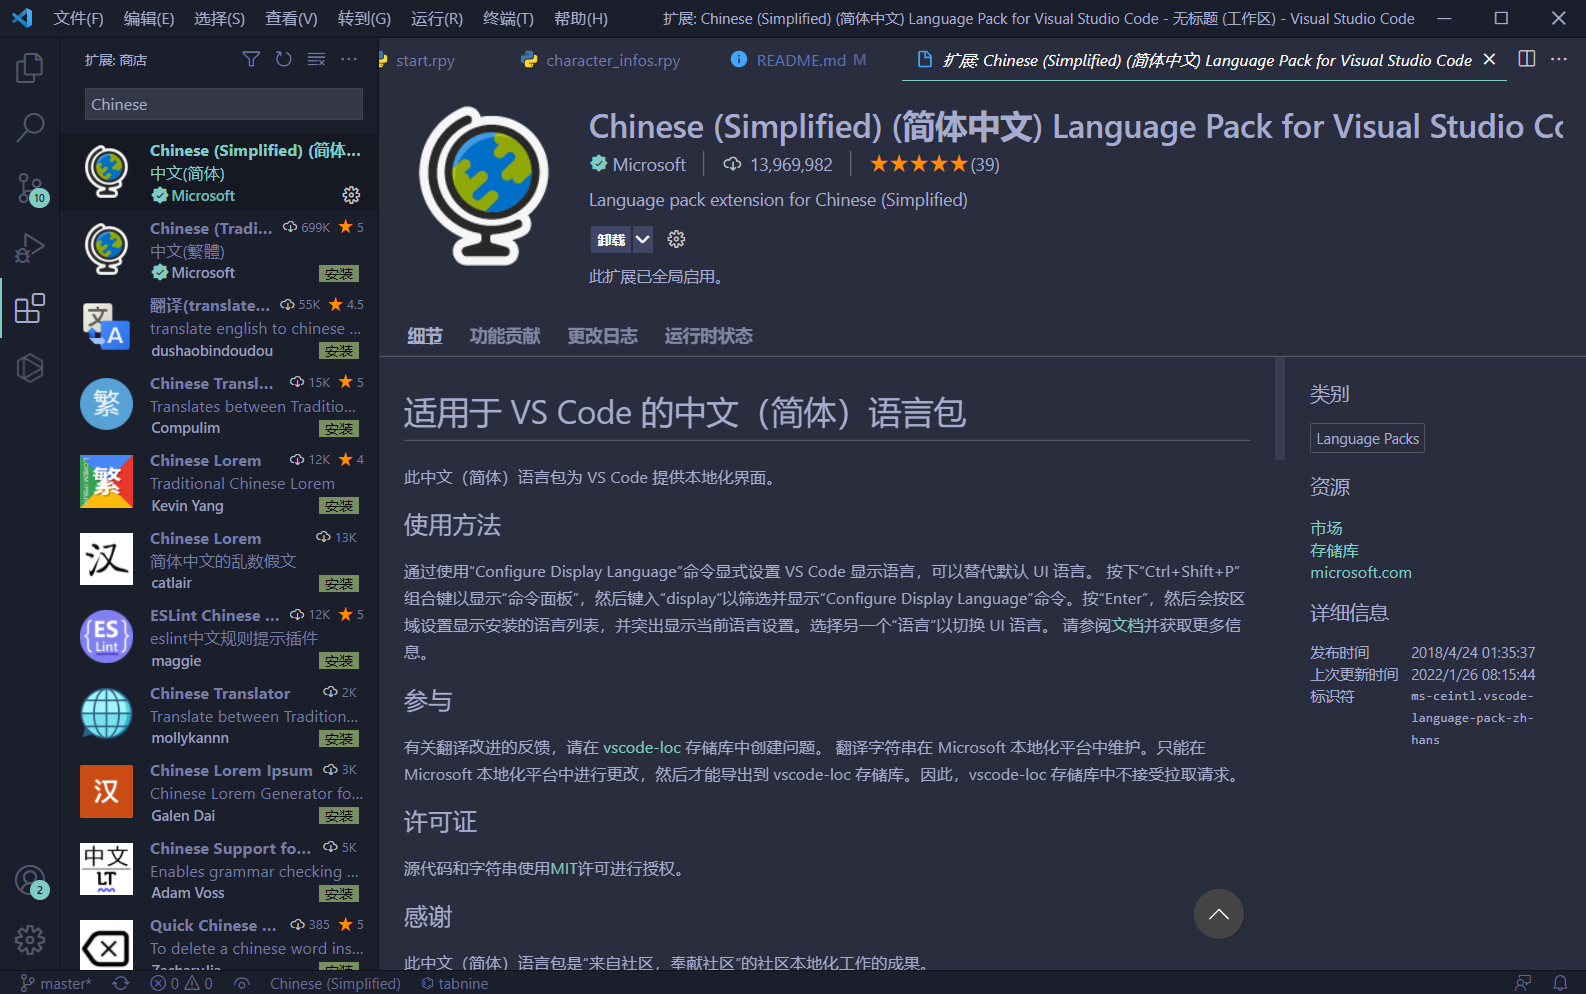 文件(F) 编辑(E) 选择(S) 查看(V) 转到(G) 运行(R) 终端(T) 帮助(H) 扩展: Chinese (Simplified) (简体中文) Language Pack for Visual Studio Code - 无标题 (工作区) - Visual Studio Code
扩展: 商店
start.rpy character_infos.rpy README.md M 扩展: Chinese (Simplified) (简体中文) Language Pack for Visual Studio Code
Chinese
10
2
Chinese (Simplified) (简体...
中文(简体)
Microsoft
Chinese (Tradi... 699K 5
中文(繁體)
Microsoft 安装
文
A
翻译(translate... 55K 4.5
translate english to chinese ...
dushaobindoudou 安装
繁
Chinese Transl... 15K 5
Translates between Traditio...
Compulim 安装
繁
Chinese Lorem 12K 4
Traditional Chinese Lorem
Kevin Yang 安装
汉
Chinese Lorem 13K
简体中文的乱数假文
catlair 安装
ES
Lint
ESLint Chinese ... 12K 5
eslint中文规则提示插件
maggie 安装
Chinese Translator 2K
Translate between Tradition...
mollykannn 安装
汉
Chinese Lorem Ipsum 3K
Chinese Lorem Generator fo...
Galen Dai 安装
中文
LT
Chinese Support fo... 5K
Enables grammar checking ...
Adam Voss 安装
Quick Chinese ... 385 5
To delete a chinese word ins...
安装
Chinese (Simplified) (简体中文) Language Pack for Visual Studio Co
Microsoft 13,969,982 (39)
Language pack extension for Chinese (Simplified)
卸载
此扩展已全局启用。
细节 功能贡献 更改日志 运行时状态
适用于 VS Code 的中文（简体）语言包
此中文（简体）语言包为 VS Code 提供本地化界面。
使用方法
通过使用“Configure Display Language”命令显式设置 VS Code 显示语言，可以替代默认 UI 语言。 按下“Ctrl+Shift+P”
组合键以显示“命令面板”，然后键入“display”以筛选并显示“Configure Display Language”命令。按“Enter”，然后会按区
域设置显示安装的语言列表，并突出显示当前语言设置。选择另一个“语言”以切换 UI 语言。 请参阅文档并获取更多信
息。
参与
有关翻译改进的反馈，请在 vscode-loc 存储库中创建问题。 翻译字符串在 Microsoft 本地化平台中维护。只能在
Microsoft 本地化平台中进行更改，然后才能导出到 vscode-loc 存储库。因此，vscode-loc 存储库中不接受拉取请求。
许可证
源代码和字符串使用MIT许可进行授权。
感谢
此中文（简体）语言包是“来自社区，奉献社区”的社区本地化工作的成果。
类别
Language Packs
资源
市场
存储库
microsoft.com
详细信息
发布时间 2018/4/24 01:35:37
上次更新时间 2022/1/26 08:15:44
标识符 ms-ceintl.vscode-
language-pack-zh-
hans
master* 0 0 Chinese (Simplified) tabnine